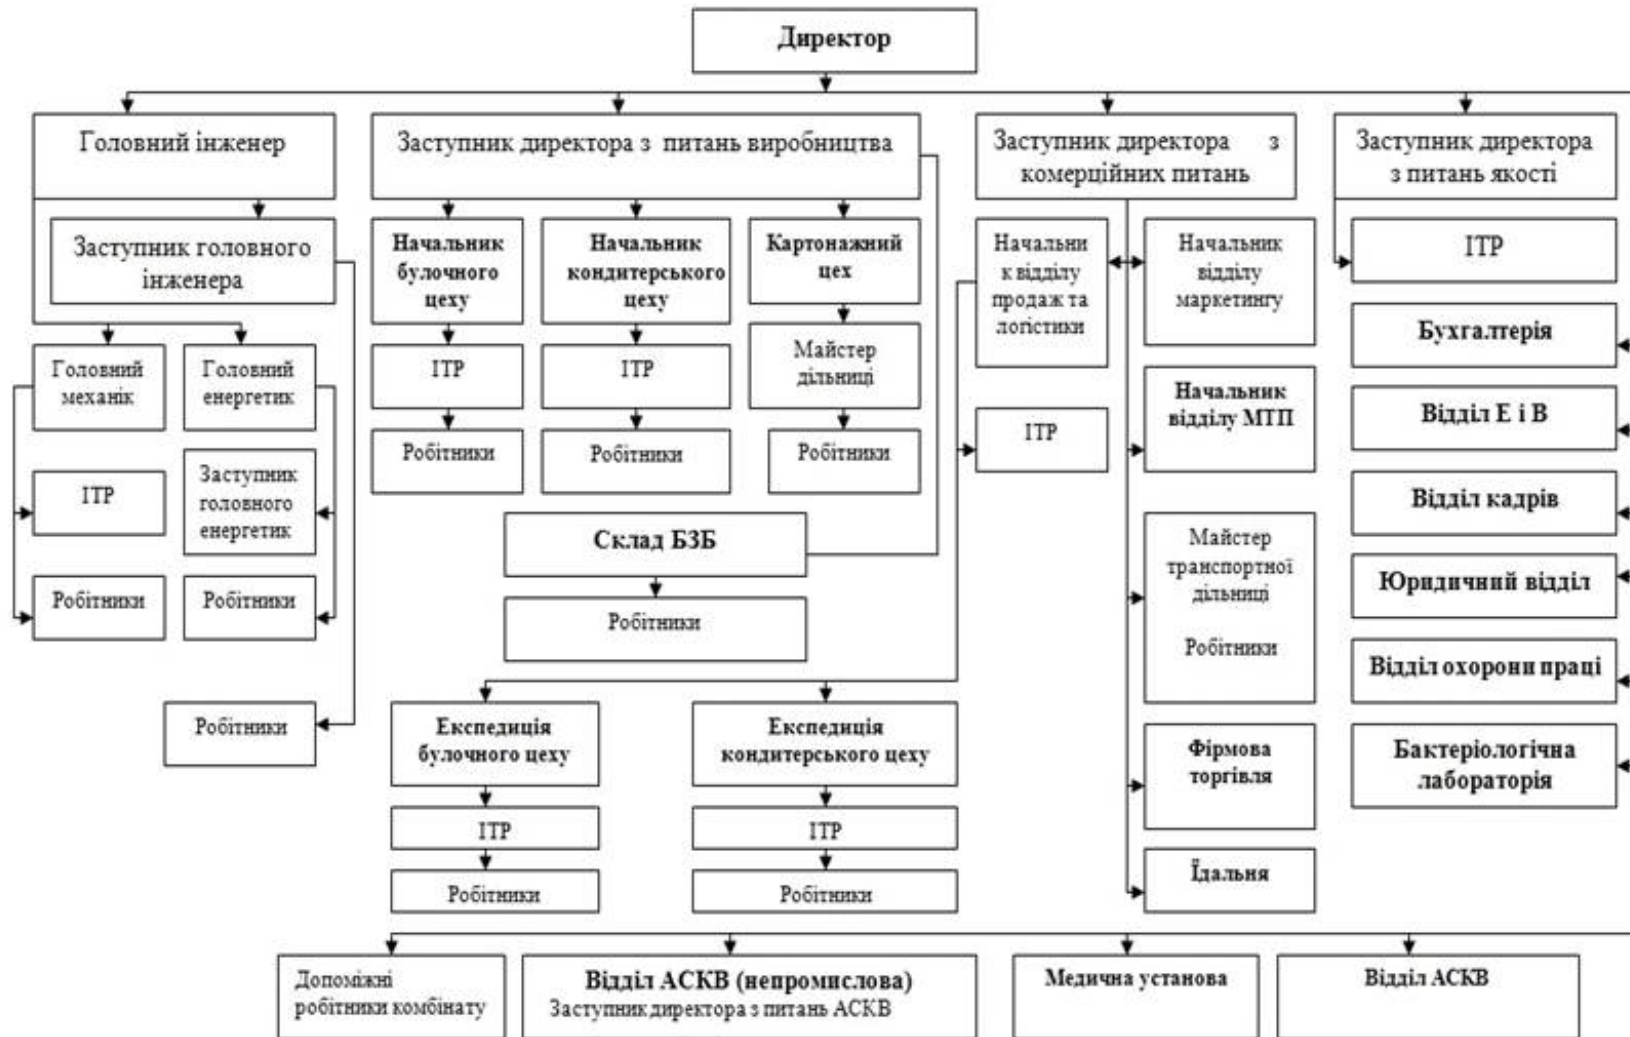 Директор
Головний інженер
Заступник директора з питань виробництва
Заступник директора з
комерційних питань
Заступник директора
з питань якості
Заступник головного
інженера
Начальник
булочного
цеху
Начальник
кондитерського
цеху
Картонажний
цех
Начальни
к відділу
продаж та
логістики
Начальник
відділу
маркетингу
ІТР
Головний
механік
Головний
енергетик
ІТР
ІТР
Майстер
дільниці
Бухгалтерія
Начальник
відділу МТП
Відділ Е і В
Робітники
Робітники
Робітники
ІТР
ІТР
Заступник
головного
енергетик
Відділ кадрів
Склад БЗБ
Майстер
транспортної
дільниці
Робітники
Юридичний відділ
Робітники
Робітники
Робітники
Відділ охорони праці
Робітники
Експедиція
булочного цеху
Експедиція
кондитерського цеху
Фірмова
торгівля
Бактеріологічна
лабораторія
ІТР
ІТР
Робітники
Робітники
Їдальня
Допоміжні
робітники комбінату
Відділ АСКВ (непромислова)
Заступник директора з питань АСКВ
Медична установа
Відділ АСКВ